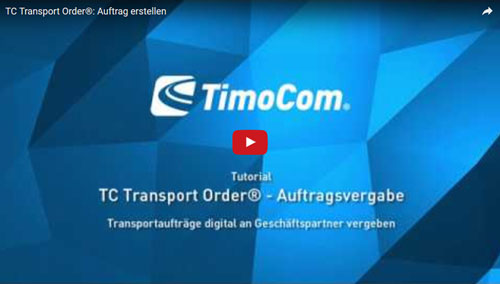 TC Transport Order®: Auftrag erstellen
TimoCom®
Tutorial
TC Transport Order® - Auftragsvergabe
Transportaufträge digital an Geschäftspartner vergeben